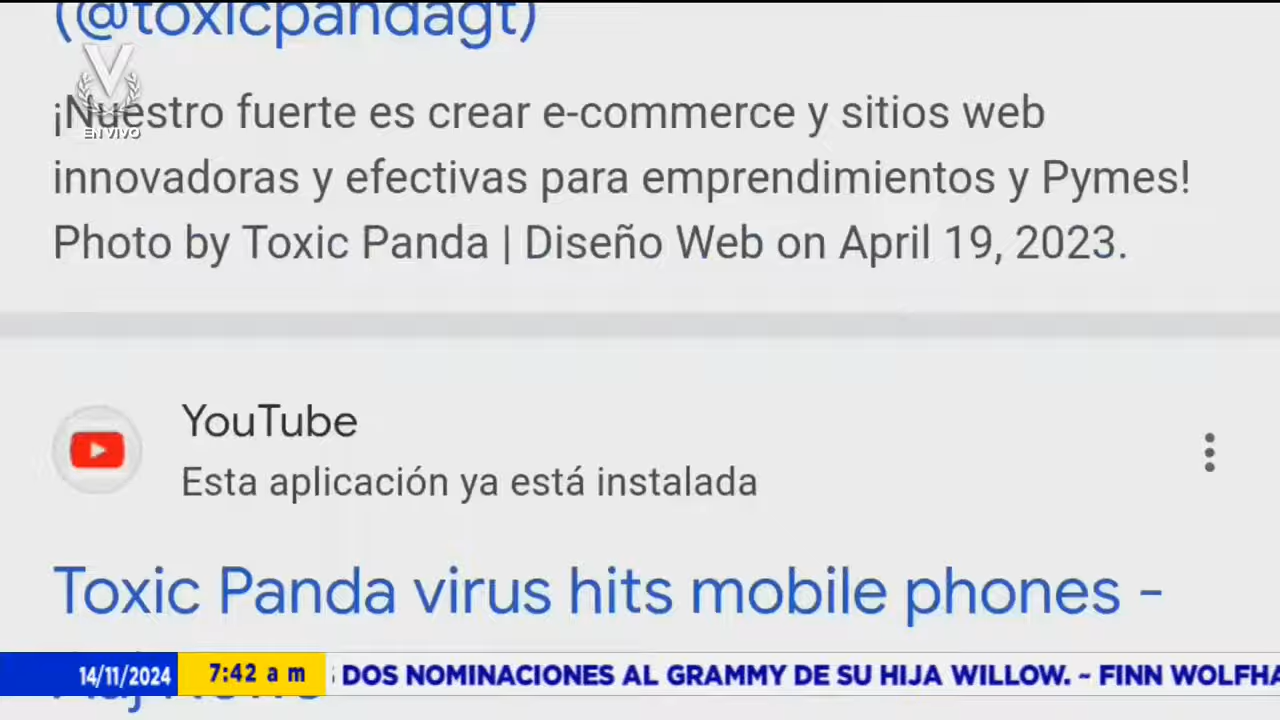 (@toxicpandagt)
V
EN VIVO
¡Nuestro fuerte es crear e-commerce y sitios web
innovadoras y efectivas para emprendimientos y Pymes!
Photo by Toxic Panda | Diseño Web on April 19, 2023.
YouTube
Esta aplicación ya está instalada
Toxic Panda virus hits mobile phones -
14/11/2024 7:42 a m DOS NOMINACIONES AL GRAMMY DE SU HIJA WILLOW. ~ FINN